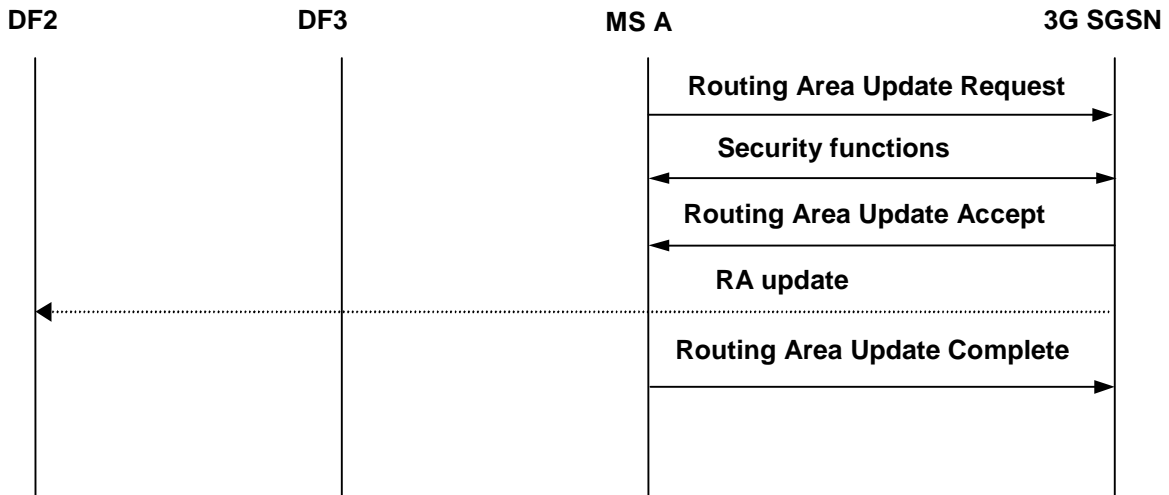 DF2
DF3
MS A
3G SGSN
Routing Area Update Request
Security functions
Routing Area Update Accept
RA update
Routing Area Update Complete